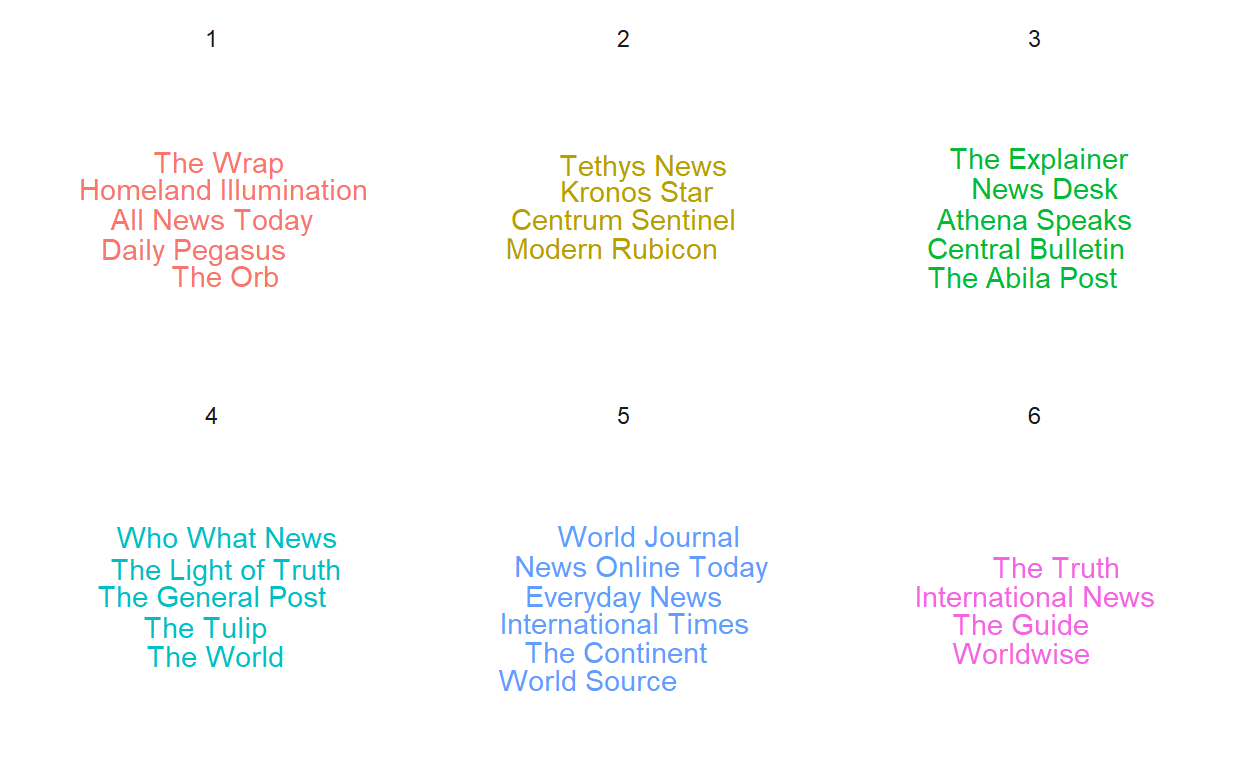 1
The Wrap
Homeland Illumination
All News Today
Daily Pegasus
The Orb
2
Tethys News
Kronos Star
Centrum Sentinel
Modern Rubicon
3
The Explainer
News Desk
Athena Speaks
Central Bulletin
The Abila Post
4
Who What News
The Light of Truth
The General Post
The Tulip
The World
5
World Journal
News Online Today
Everyday News
International Times
The Continent
World Source
6
The Truth
International News
The Guide
Worldwise